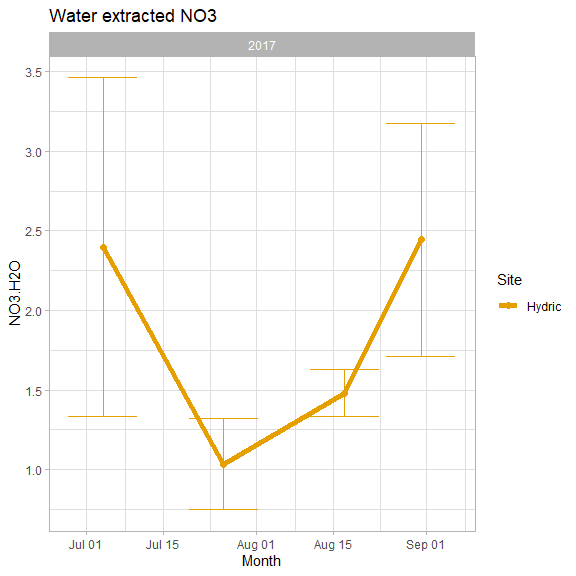 Water extracted NO3
2017
3.5
3.0
2.5
2.0
1.5
1.0
NO3.H2O
Jul 01
Jul 15
Aug 01
Aug 15
Sep 01
Month
Site
Hydric